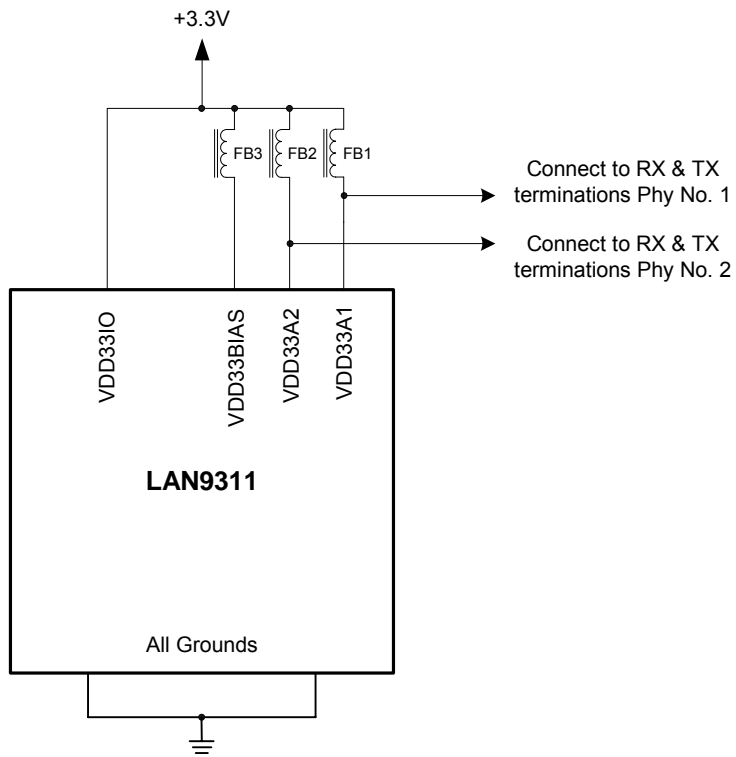 +3.3V
FB3
FB2
FB1
Connect to RX & TX
terminations Phy No. 1
Connect to RX & TX
terminations Phy No. 2
VDD33IO
VDD33BIAS
VDD33A2
VDD33A1
LAN9311
All Grounds